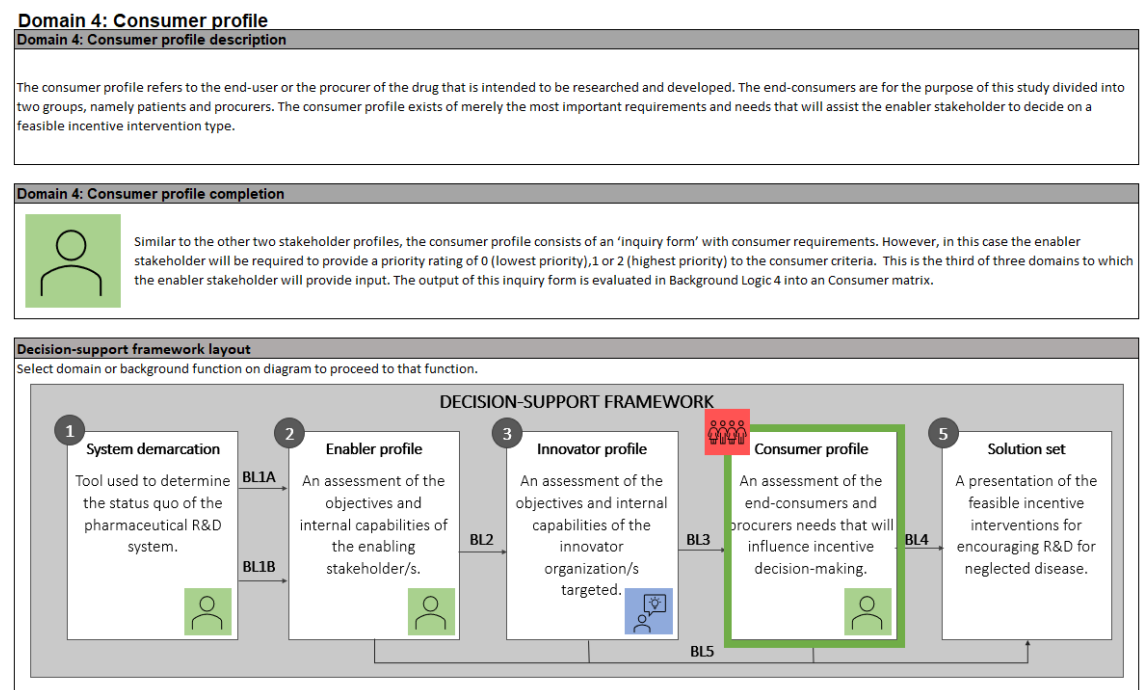 Domain 4: Consumer profile
Domain 4: Consumer profile description
The consumer profile refers to the end-user or the procurer of the drug that is intended to be researched and developed. The end-consumers are for the purpose of this study divided into
two groups, namely patients and procurers. The consumer profile exists of merely the most important requirements and needs that will assist the enabler stakeholder to decide on a
feasible incentive intervention type.
Domain 4: Consumer profile completion
Similar to the other two stakeholder profiles, the consumer profile consists of an ‘inquiry form’ with consumer requirements. However, in this case the enabler
stakeholder will be required to provide a priority rating of 0 (lowest priority),1 or 2 (highest priority) to the consumer criteria.  This is the third of three domains to which
the enabler stakeholder will provide input. The output of this inquiry form is evaluated in Background Logic 4 into an Consumer matrix.
Decision-support framework layout
Select domain or background function on diagram to proceed to that function.
DECISION-SUPPORT FRAMEWORK
1
System demarcation
Tool used to determine
the status quo of the
pharmaceutical R&D
system.
BL1A
BL1B
2
Enabler profile
An assessment of the
objectives and
internal capabilities of
the enabling
stakeholder/s.
BL2
3
Innovator profile
An assessment of the
objectives and internal
capabilities of the
innovator
organization/s
targeted.
BL3
Consumer profile
An assessment of the
end-consumers and
procurers needs that will
influence incentive
decision-making.
BL4
5
Solution set
A presentation of the
feasible incentive
interventions for
encouraging R&D for
neglected disease.
BL5